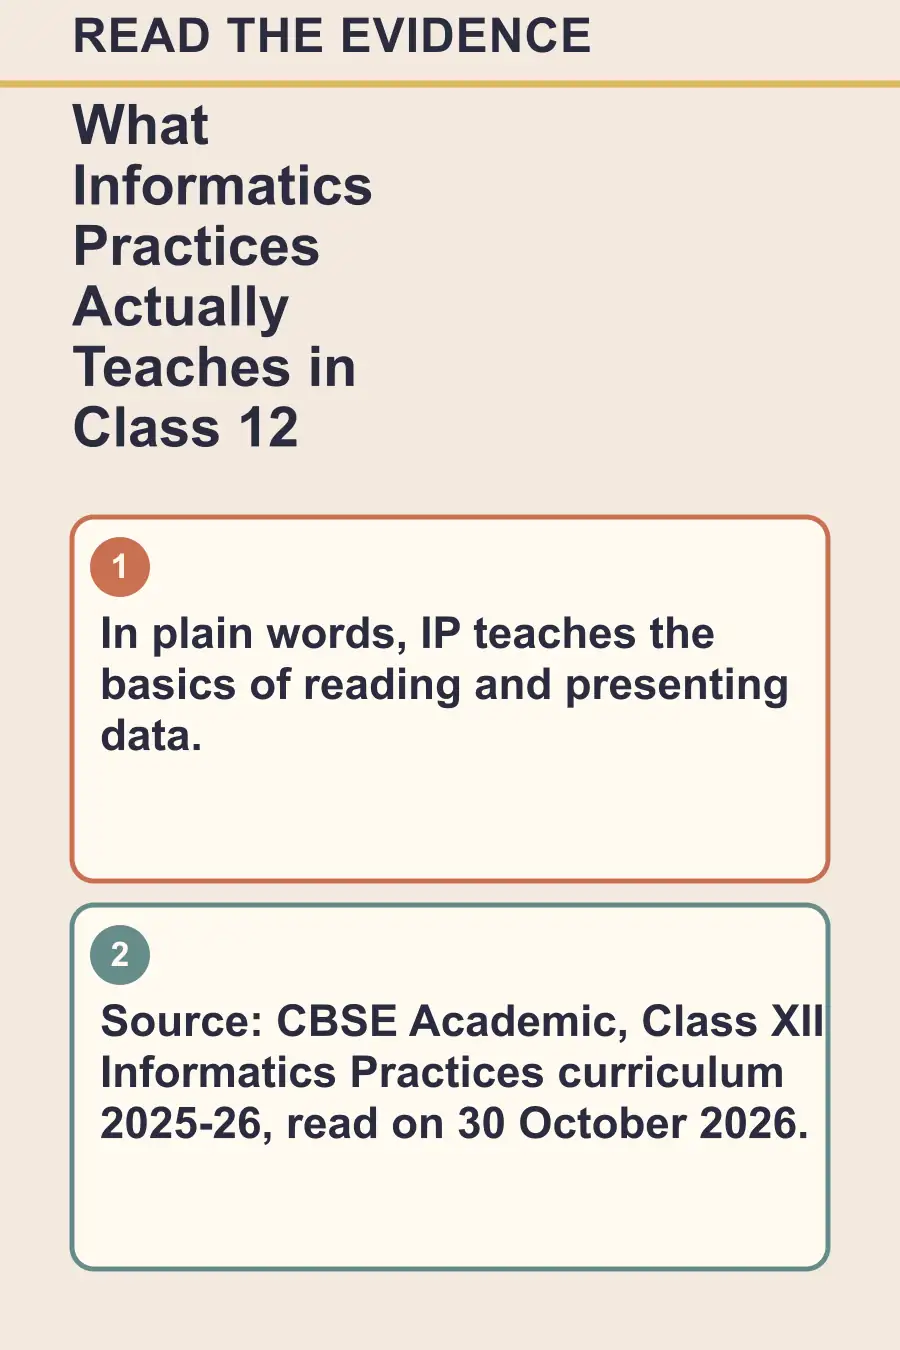 READ THE EVIDENCE
What
Informatics
Practices
Actually
Teaches in
Class 12
1
In plain words, IP teaches the
basics of reading and presenting
data.
2
Source: CBSE Academic, Class XII
Informatics Practices curriculum
2025-26, read on 30 October 2026.